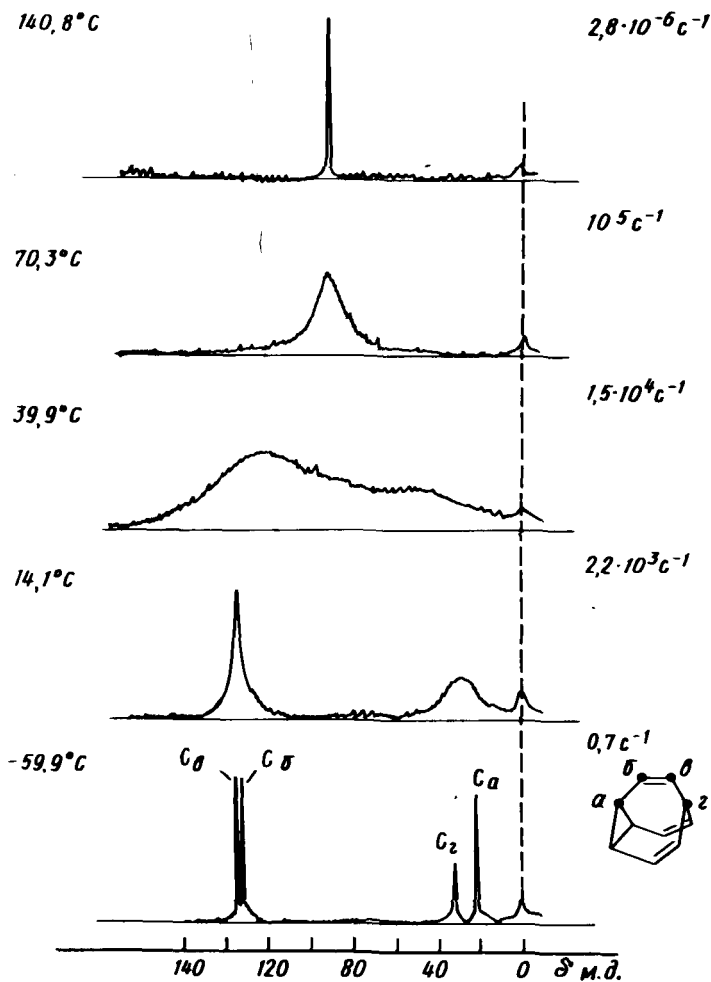 140,8°C 2,8·10⁻⁶c⁻¹
70,3°C 10⁵c⁻¹
39,9°C 1,5·10⁴c⁻¹
14,1°C 2,2·10³c⁻¹
-59,9°C 0,7c⁻¹
Cв Cб Cг Cа
б в
а г
140 120 80 40 0 δ м.д.